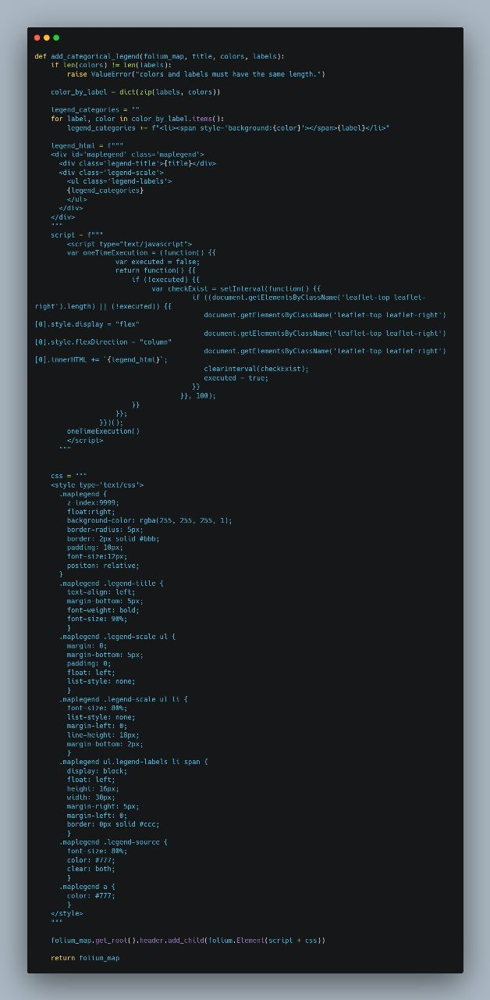 def add_categorical_legend(folium_map, title, colors, labels):
    if len(colors) != len(labels):
        raise ValueError("colors and labels must have the same length.")

    color_by_label = dict(zip(labels, colors))

    legend_categories = ""
    for label, color in color_by_label.items():
        legend_categories += f"<li><span style='background:{color}'></span>{label}</li>"

    legend_html = f"""
    <div id='maplegend' class='maplegend'>
      <div class='legend-title'>{title}</div>
      <div class='legend-scale'>
        <ul class='legend-labels'>
        {legend_categories}
        </ul>
      </div>
    </div>
    """
    script = f"""
        <script type="text/javascript">
        var oneTimeExecution = (function() {{
                    var executed = false;
                    return function() {{
                        if (!executed) {{
                             var checkExist = setInterval(function() {{
                                       if ((document.getElementsByClassName('leaflet-top leaflet-
right').length) || (!executed)) {{
                                          document.getElementsByClassName('leaflet-top leaflet-right')
[0].style.display = "flex"
                                          document.getElementsByClassName('leaflet-top leaflet-right')
[0].style.flexDirection = "column"
                                          document.getElementsByClassName('leaflet-top leaflet-right')
[0].innerHTML += `{legend_html}`;
                                          clearInterval(checkExist);
                                          executed = true;
                                       }}
                                    }}, 100);
                        }}
                    }};
                }})();
        oneTimeExecution()
        </script>
      """

    css = """
    <style type='text/css'>
      .maplegend {
        z-index:9999;
        float:right;
        background-color: rgba(255, 255, 255, 1);
        border-radius: 5px;
        border: 2px solid #bbb;
        padding: 10px;
        font-size:12px;
        positon: relative;
      }
      .maplegend .legend-title {
        text-align: left;
        margin-bottom: 5px;
        font-weight: bold;
        font-size: 90%;
        }
      .maplegend .legend-scale ul {
        margin: 0;
        margin-bottom: 5px;
        padding: 0;
        float: left;
        list-style: none;
        }
      .maplegend .legend-scale ul li {
        font-size: 80%;
        list-style: none;
        margin-left: 0;
        line-height: 18px;
        margin-bottom: 2px;
        }
      .maplegend ul.legend-labels li span {
        display: block;
        float: left;
        height: 16px;
        width: 30px;
        margin-right: 5px;
        margin-left: 0;
        border: 0px solid #ccc;
        }
      .maplegend .legend-source {
        font-size: 80%;
        color: #777;
        clear: both;
        }
      .maplegend a {
        color: #777;
        }
    </style>
    """

    folium_map.get_root().header.add_child(folium.Element(script + css))

    return folium_map